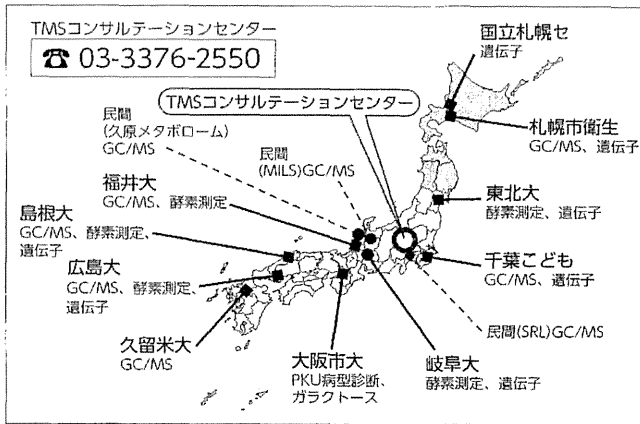 TMSコンサルテーションセンター
☎ 03-3376-2550
国立札幌セ
遺伝子
TMSコンサルテーションセンター
札幌市衛生
GC/MS、遺伝子
民間
(久原メタボローム)
GC/MS
民間
(MILS)GC/MS
福井大
GC/MS、酵素測定
東北大
酵素測定、遺伝子
島根大
GC/MS、酵素測定、
遺伝子
千葉こども
GC/MS、遺伝子
広島大
GC/MS、酵素測定、
遺伝子
民間(SRL)GC/MS
久留米大
GC/MS
大阪市大
PKU病型診断、
ガラクトース
岐阜大
酵素測定、遺伝子